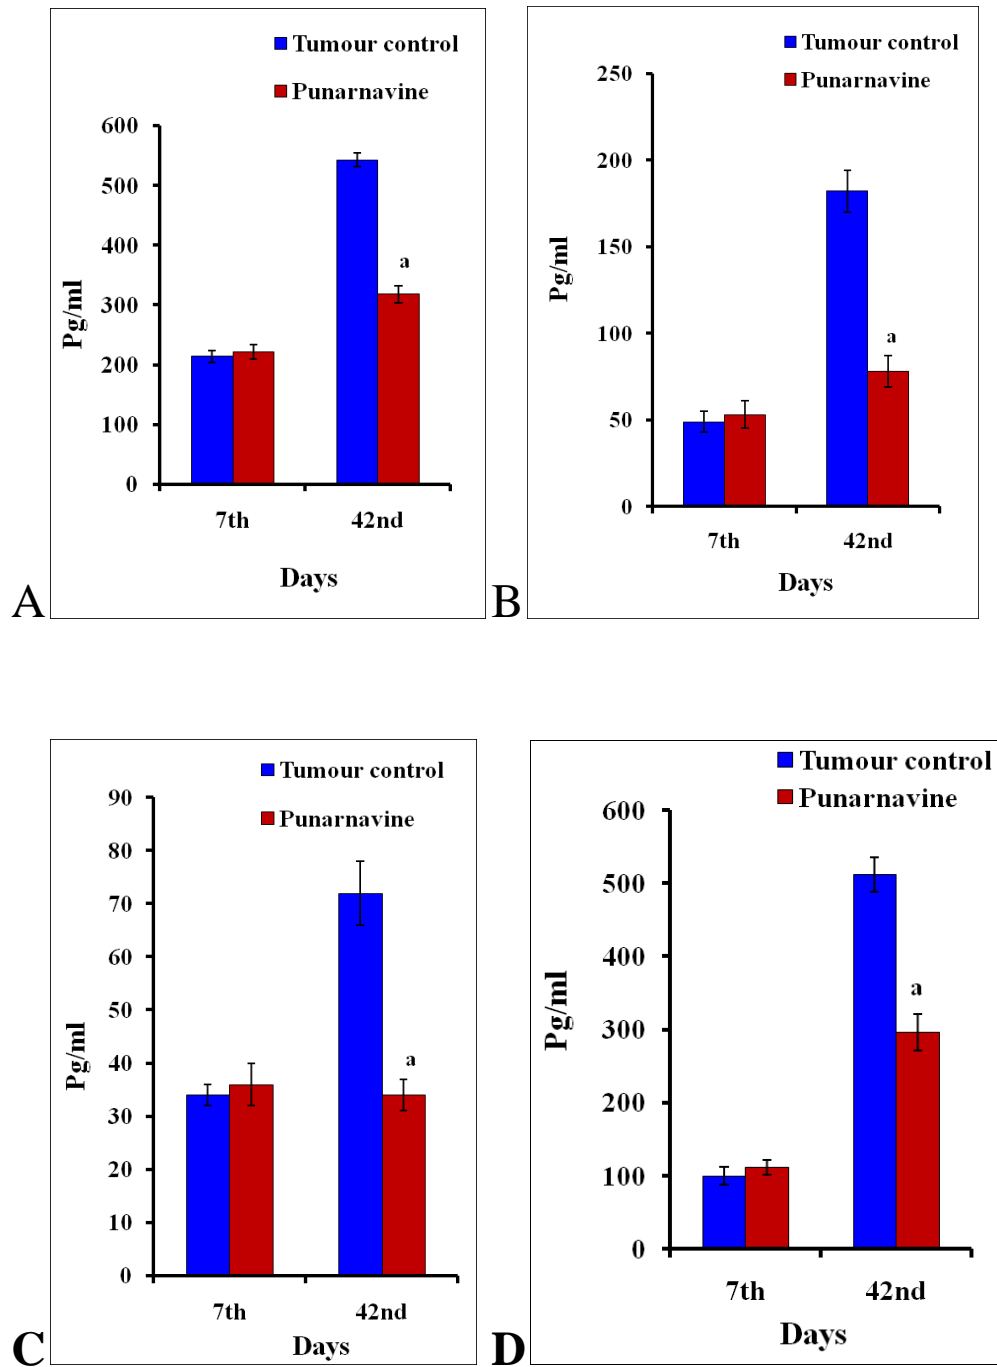 Tumour control
Punarnavine
600
500
400
300
200
100
0
Pg/ml
a
7th 42nd
Days
A
Tumour control
Punarnavine
250
200
150
100
50
0
Pg/ml
a
7th 42nd
Days
B
Tumour control
Punarnavine
90
80
70
60
50
40
30
20
10
0
Pg/ml
a
7th 42nd
Days
C
Tumour control
Punarnavine
600
500
400
300
200
100
0
Pg/ml
a
7th 42nd
Days
D